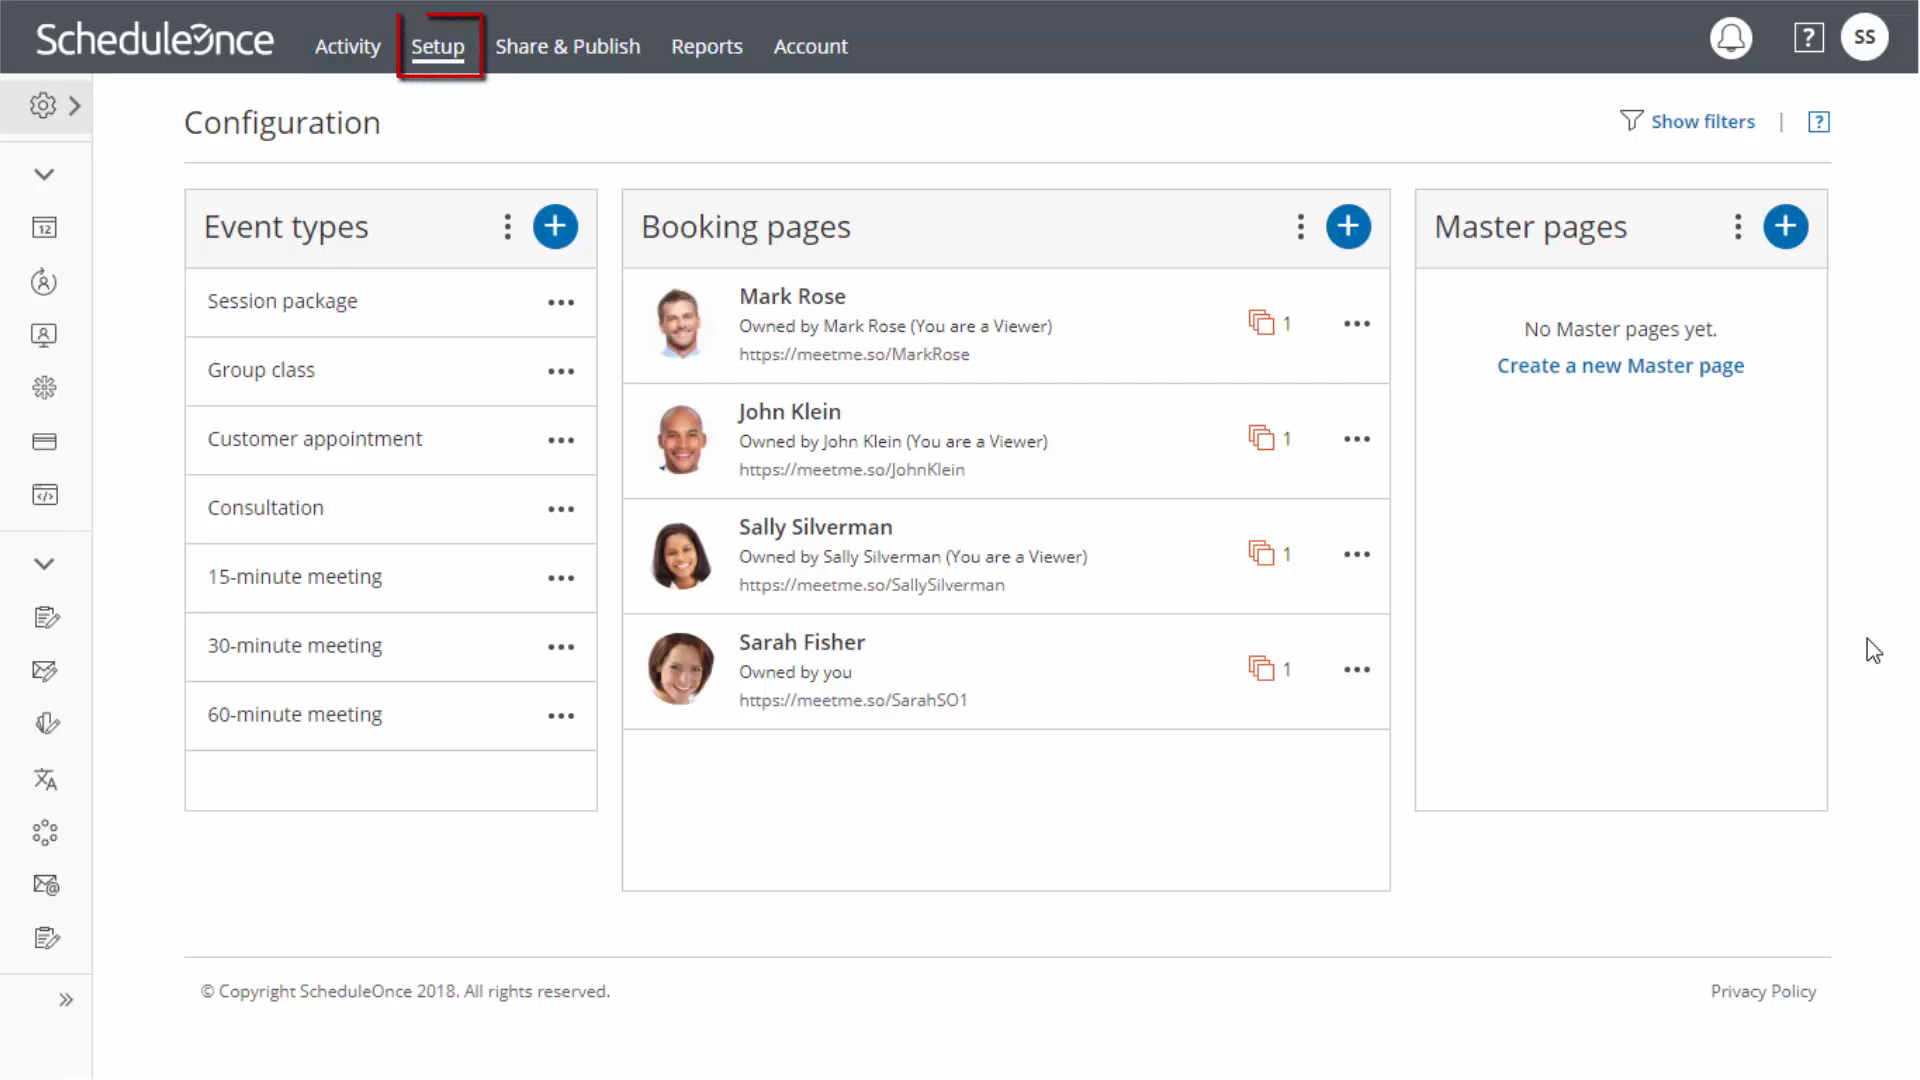 ScheduleOnce
Activity
Setup
Share & Publish
Reports
Account
?
SS
Configuration
Show filters
|
?
12
Event types
Session package
Group class
Customer appointment
Consultation
15-minute meeting
30-minute meeting
60-minute meeting
Booking pages
Mark Rose
Owned by Mark Rose (You are a Viewer)
https://meetme.so/MarkRose
1
John Klein
Owned by John Klein (You are a Viewer)
https://meetme.so/JohnKlein
1
Sally Silverman
Owned by Sally Silverman (You are a Viewer)
https://meetme.so/SallySilverman
1
Sarah Fisher
Owned by you
https://meetme.so/SarahSO1
1
Master pages
No Master pages yet.
Create a new Master page
© Copyright ScheduleOnce 2018. All rights reserved.
Privacy Policy